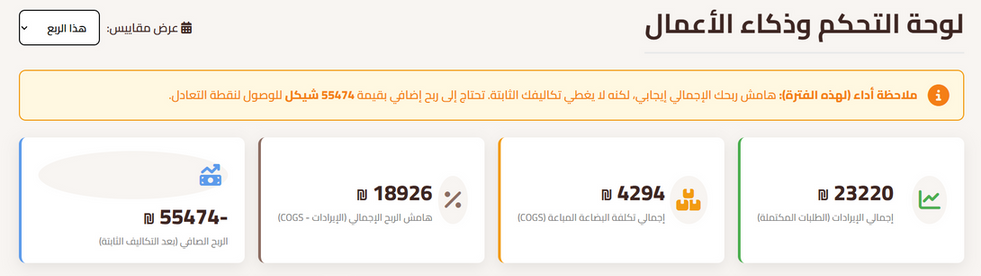 لوحة التحكم وذكاء الأعمال
عرض مقاييس: هذا الربع
ملاحظة أداء (لهذه الفترة): هامش ربحك الإجمالي إيجابي، لكنه لا يغطي تكاليفك الثابتة. تحتاج إلى ربح إضافي بقيمة 55474 شيكل للوصول لنقطة التعادل.
23220 ₪
إجمالي الإيرادات (الطلبات المكتملة)
4294 ₪
إجمالي تكلفة البضاعة المباعة (COGS)
18926 ₪
هامش الربح الإجمالي (الإيرادات - COGS)
55474- ₪
الربح الصافي (بعد التكاليف الثابتة)